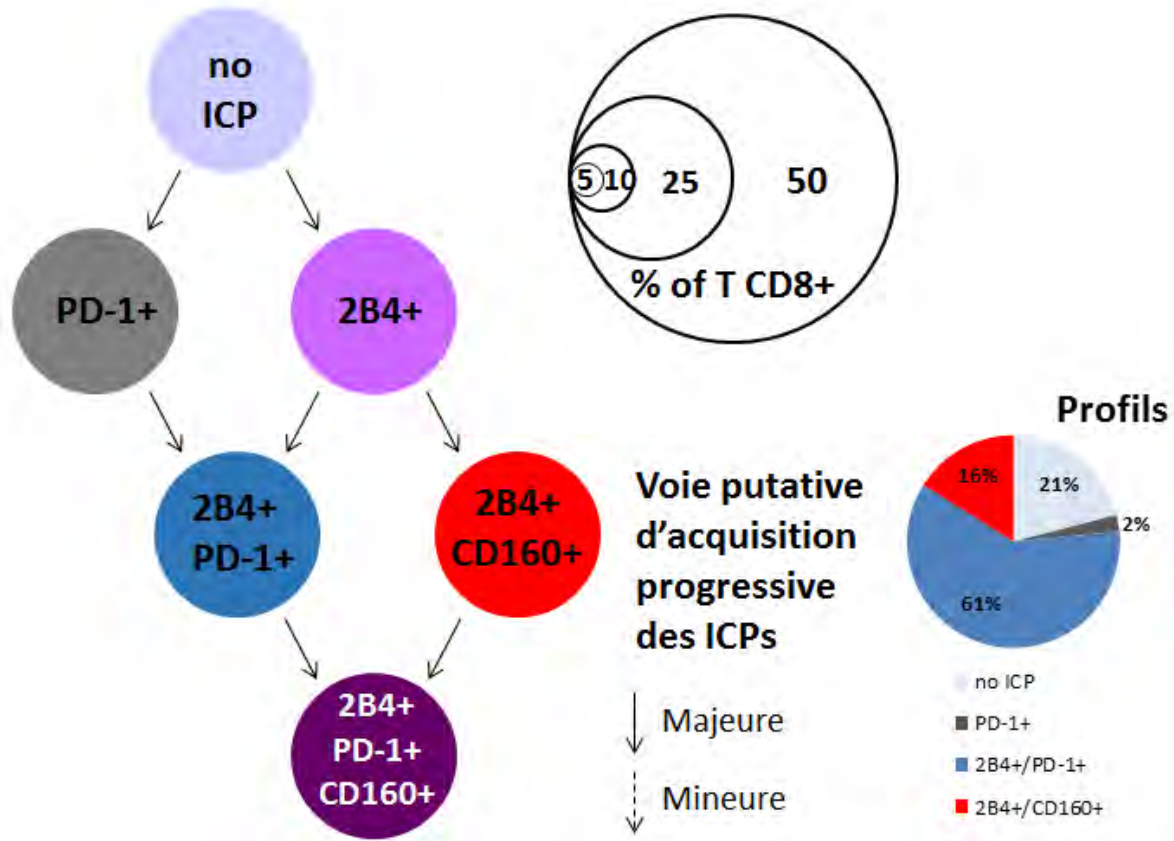 no
ICP
PD-1+
2B4+
2B4+
PD-1+
2B4+
CD160+
2B4+
PD-1+
CD160+
5
10
25
50
% of T CD8+
Voie putative
d’acquisition
progressive
des ICPs
Majeure
Mineure
Profils
16%
21%
2%
61%
no ICP
PD-1+
2B4+/PD-1+
2B4+/CD160+